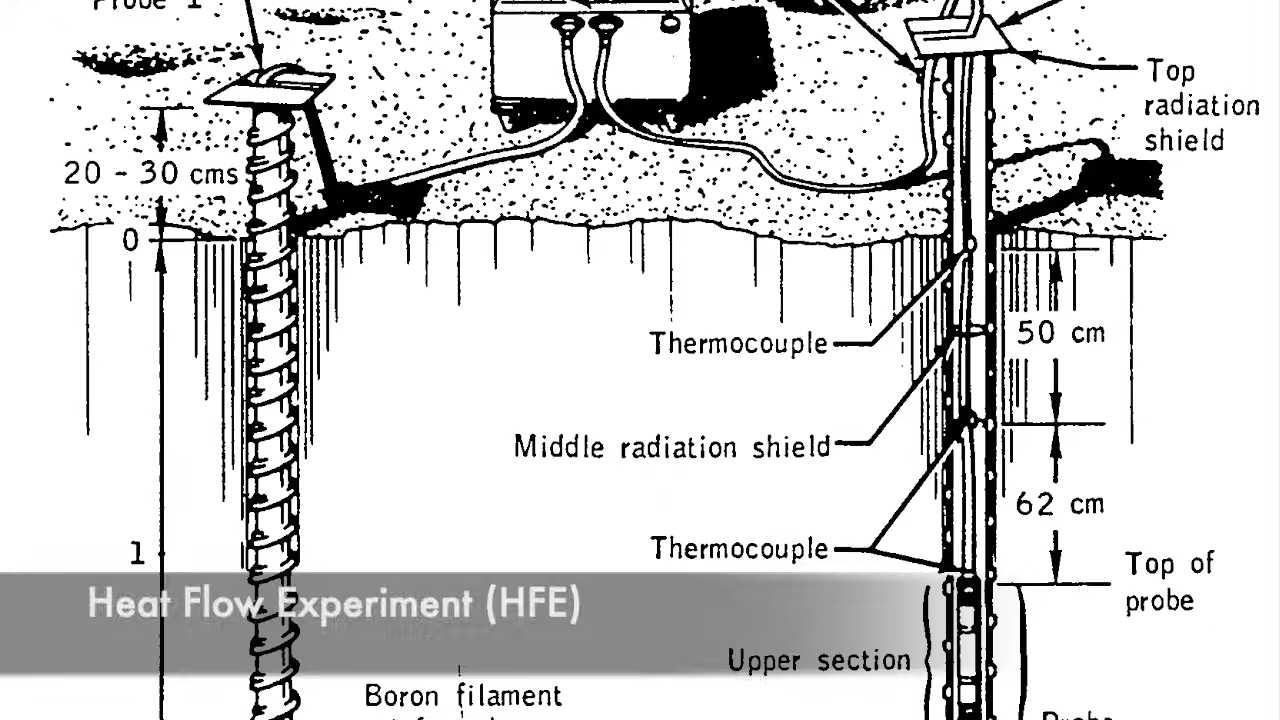 Probe 1
Top
radiation
shield
20 - 30 cms
0
Thermocouple
50 cm
Middle radiation shield
62 cm
Thermocouple
1
Top of
probe
Heat Flow Experiment (HFE)
Upper section
Boron filament
Probe